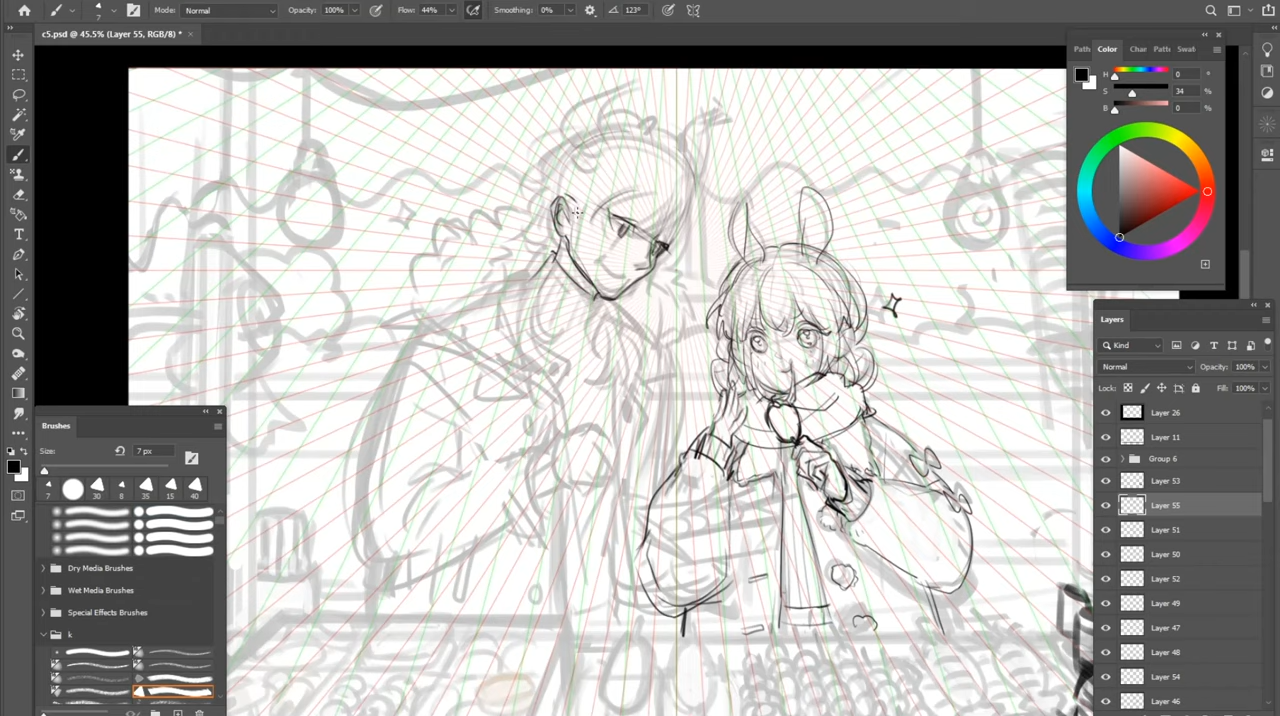 7
Mode: Normal
Opacity: 100%
Flow: 44%
Smoothing: 0%
123°
c5.psd @ 45.5% (Layer 55, RGB/8) *
Path
Color
Char
Patt
Swat
H 0 °
S 34 %
B 0 %
Layers
Kind
Normal
Opacity: 100%
Lock:
Fill: 100%
Layer 26
Layer 11
Group 6
Layer 53
Layer 55
Layer 51
Layer 50
Layer 52
Layer 49
Layer 47
Layer 48
Layer 54
Layer 46
Brushes
Size: 7 px
7 30 8 35 15 40
Dry Media Brushes
Wet Media Brushes
Special Effects Brushes
k